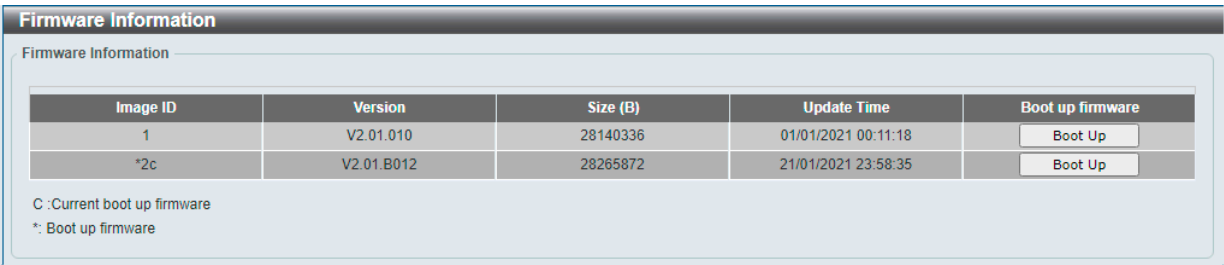 Firmware Information
Firmware Information
Image ID Version Size (B) Update Time Boot up firmware
1 V2.01.010 28140336 01/01/2021 00:11:18 Boot Up
*2c V2.01.B012 28265872 21/01/2021 23:58:35 Boot Up
C :Current boot up firmware
*: Boot up firmware